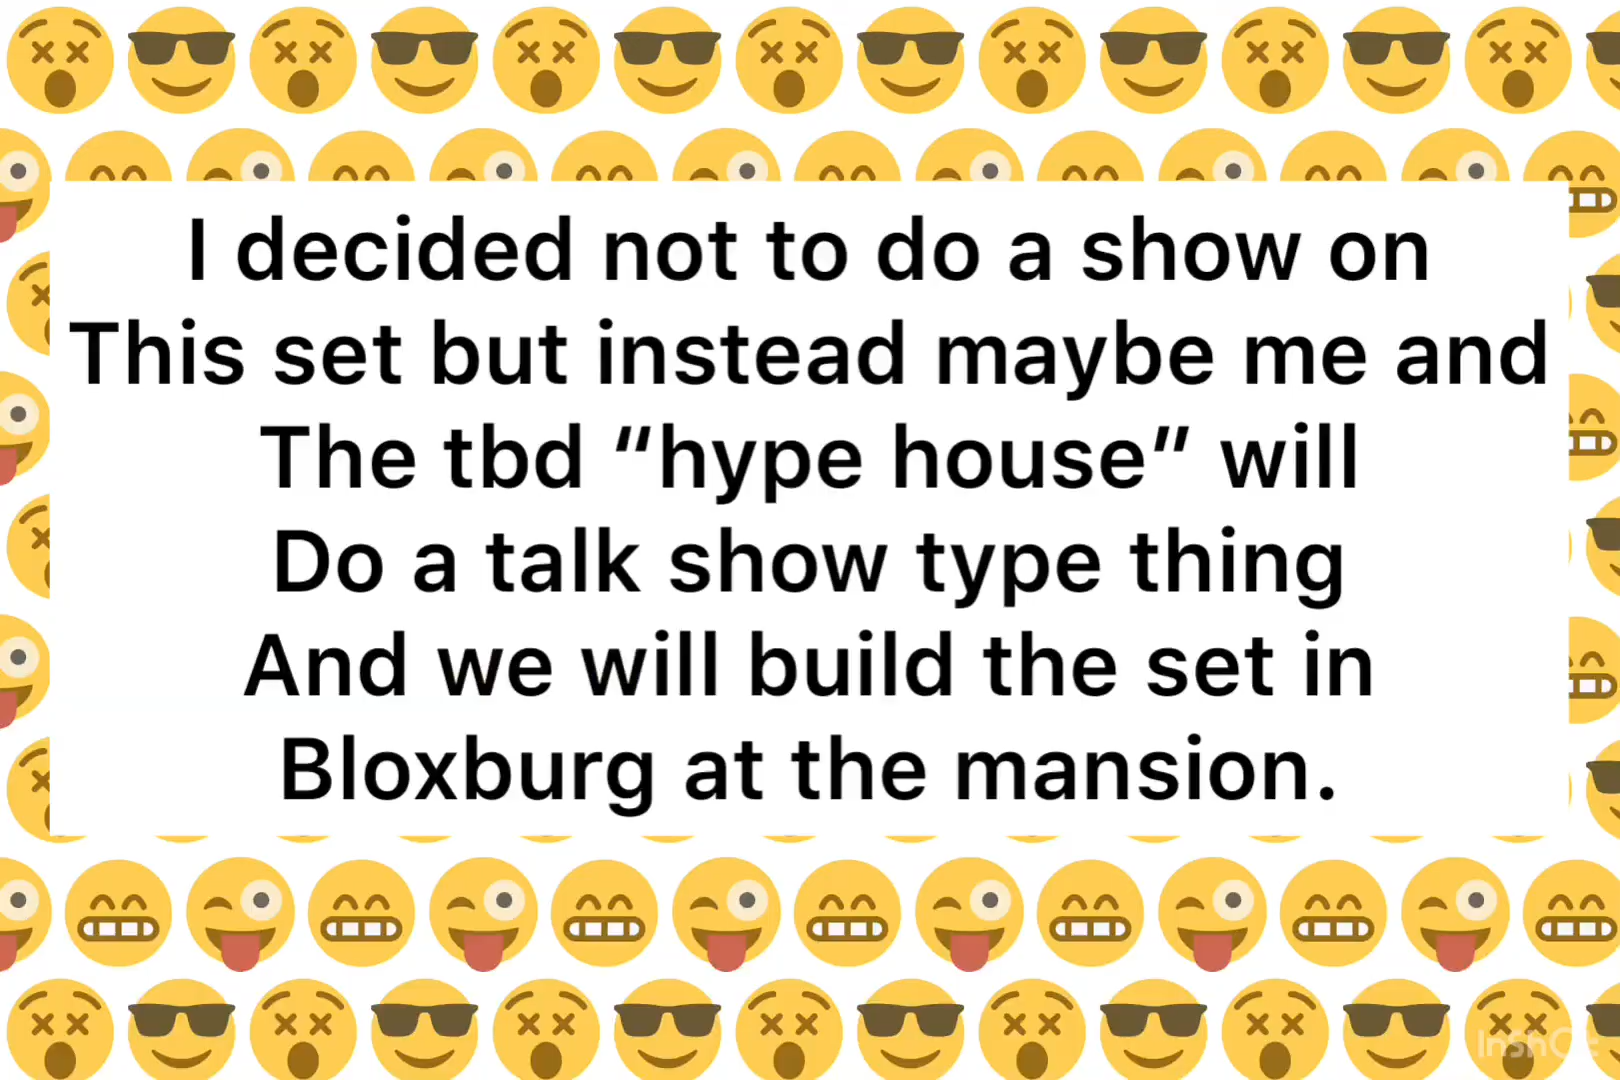 I decided not to do a show on
This set but instead maybe me and
The tbd “hype house” will
Do a talk show type thing
And we will build the set in
Bloxburg at the mansion.
InShOt